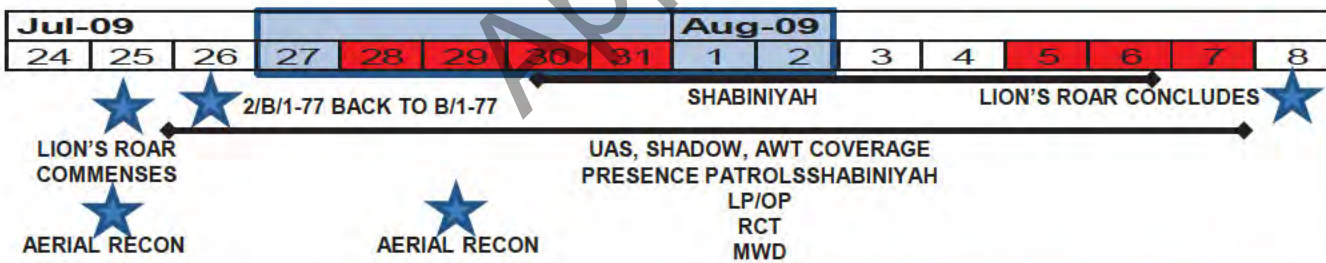 Jul-09 Aug-09
24 25 26 27 28 29 30 31 1 2 3 4 5 6 7 8
SHABINIYAH
2/B/1-77 BACK TO B/1-77
LION'S ROAR CONCLUDES
LION'S ROAR
COMMENSES
UAS, SHADOW, AWT COVERAGE
PRESENCE PATROLSSHABINIYAH
LP/OP
RCT
MWD
AERIAL RECON
AERIAL RECON